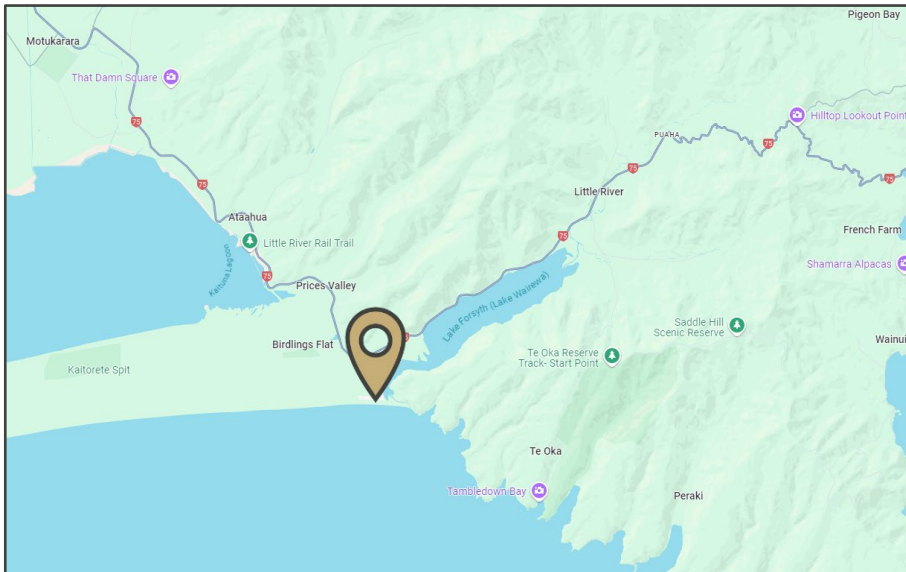 Pigeon Bay
Motukarara
That Damn Square
Hilltop Lookout Point
75
PUAHA
75
75
75
75
Little River
Ataahua
French Farm
75
Little River Rail Trail
Shamarra Alpacas
Kaituna Lagoon
75
Prices Valley
Lake Forsyth (Lake Wairewa)
Saddle Hill
Scenic Reserve
75
Birdlings Flat
Wainui
Te Oka Reserve
Track- Start Point
Kaitorete Spit
Te Oka
Tambledown Bay
Peraki